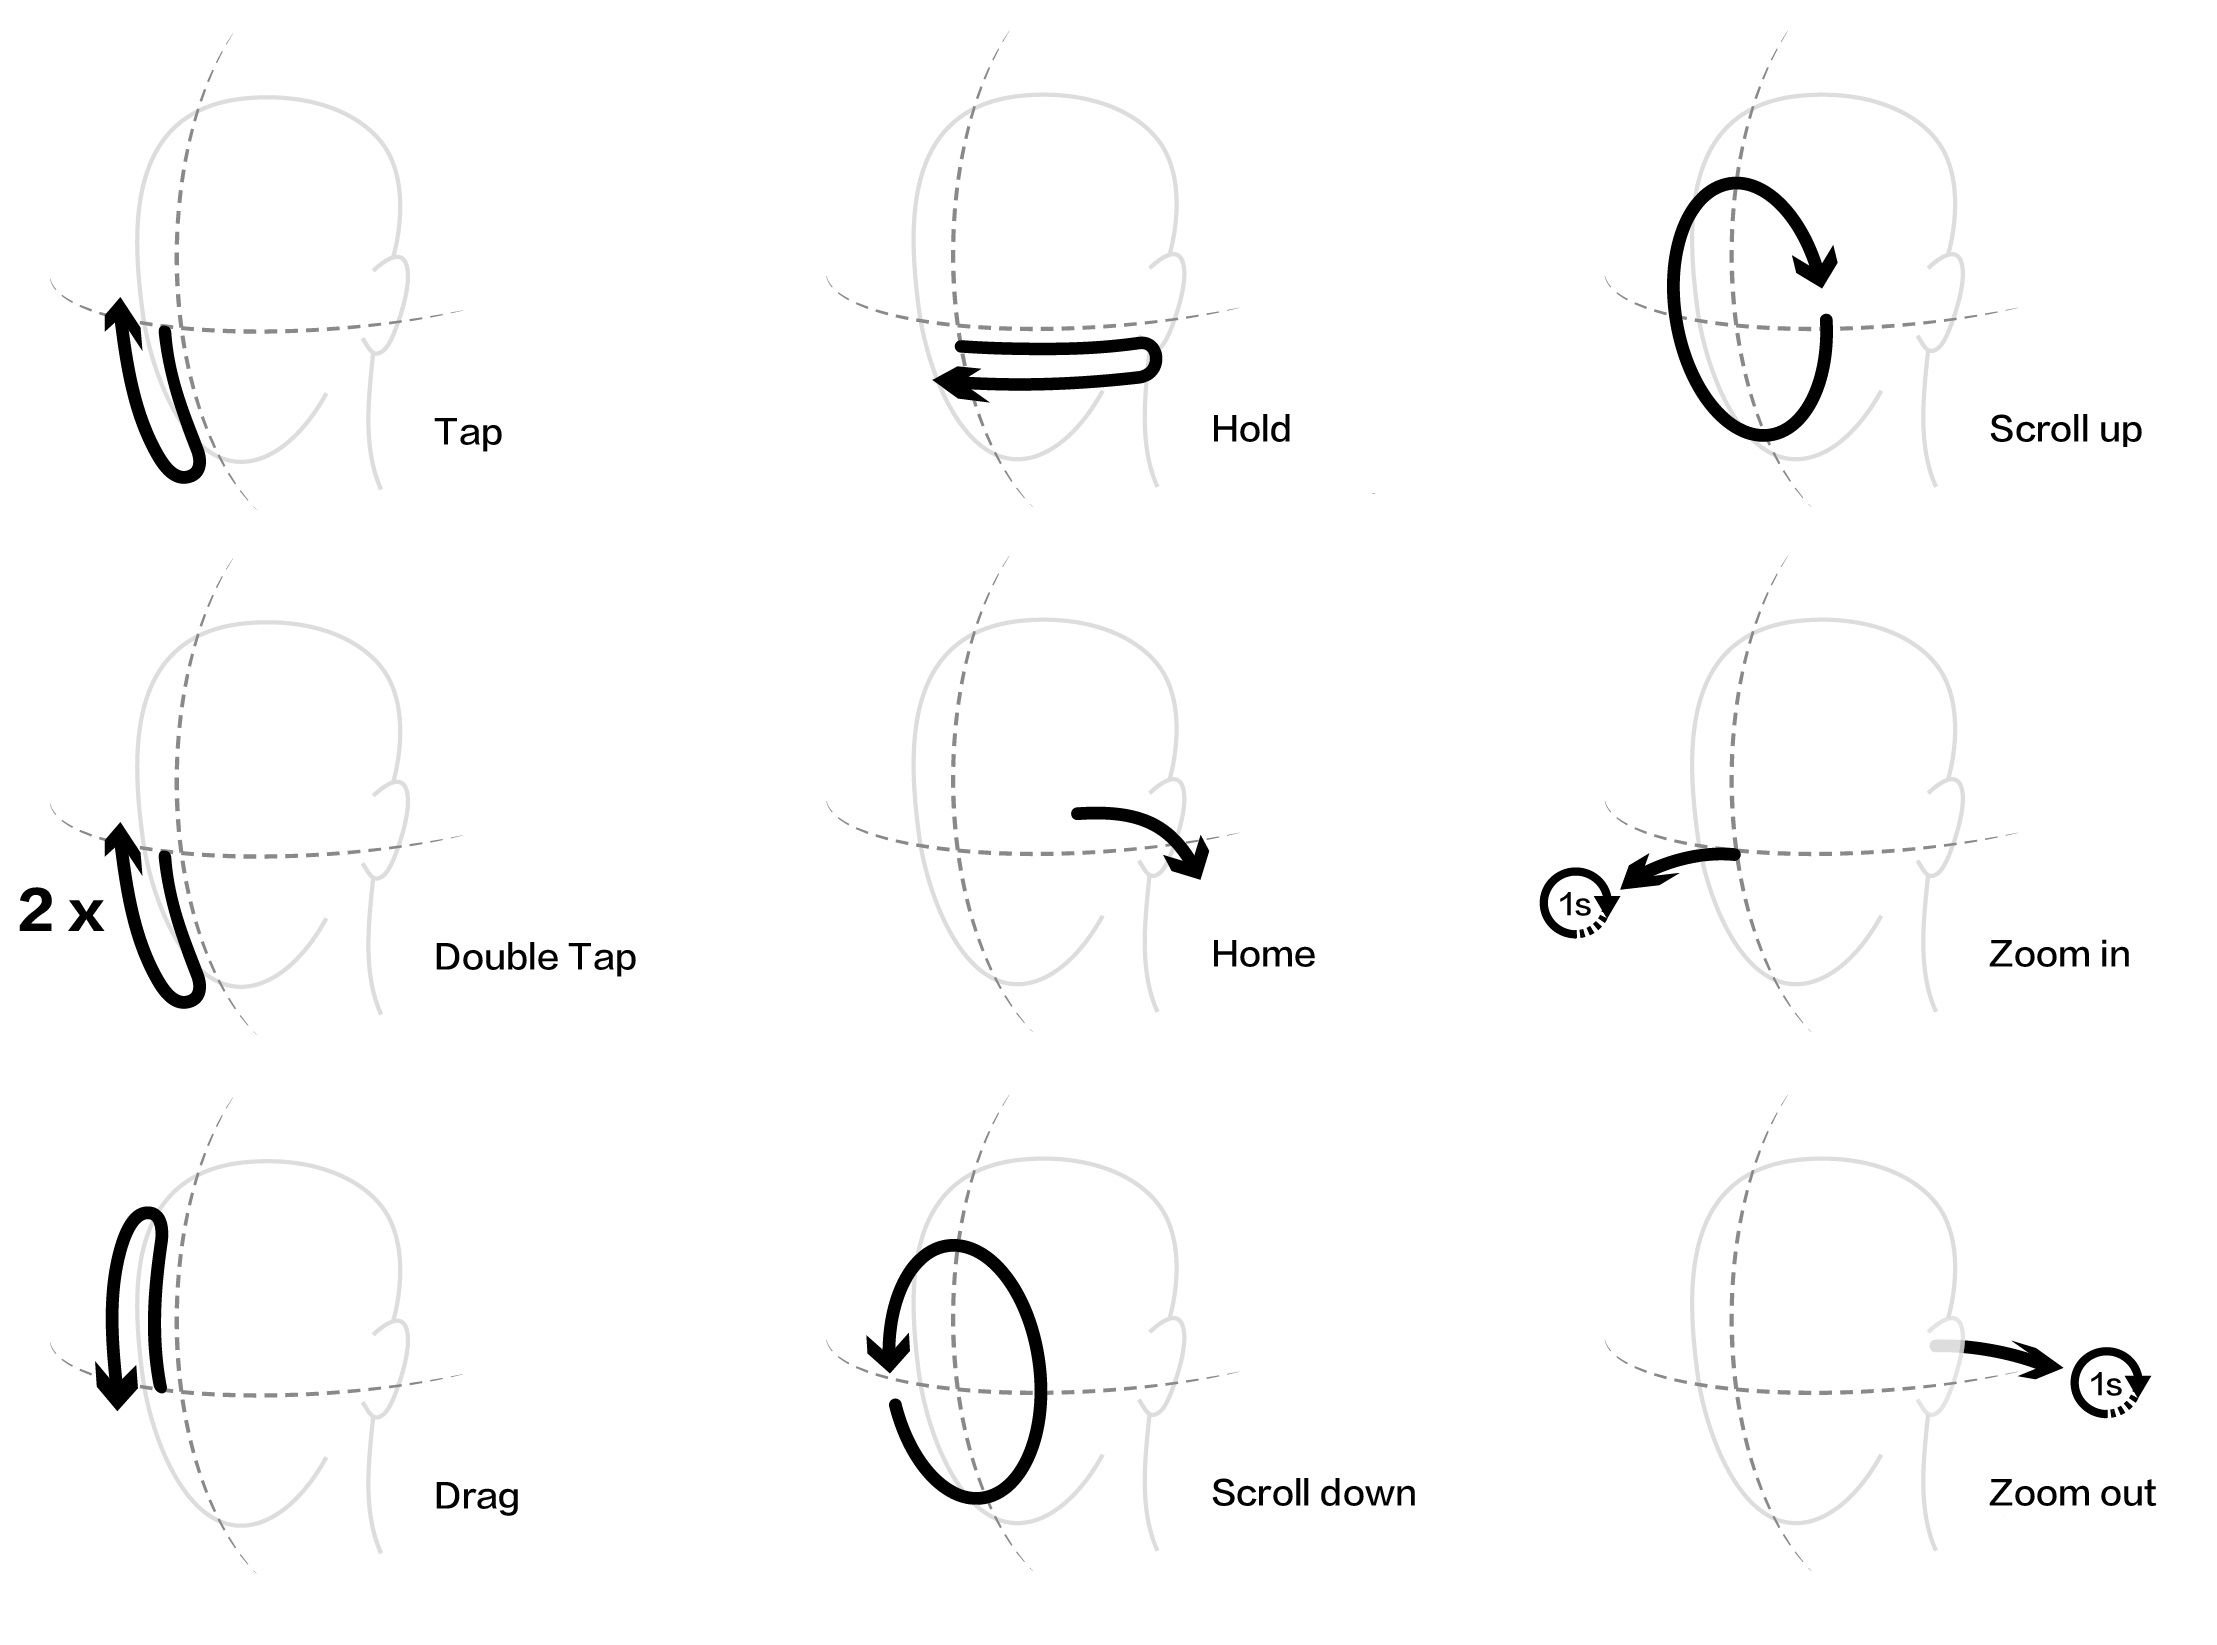 Tap
Hold
Scroll up
2 x
Double Tap
Home
1s
Zoom in
Drag
Scroll down
1s
Zoom out